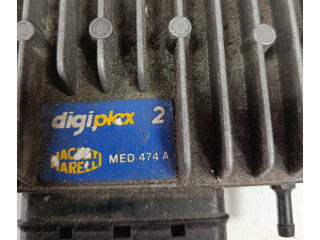 digiplex 2
MAGNETI
MARELLI
MED 474 A